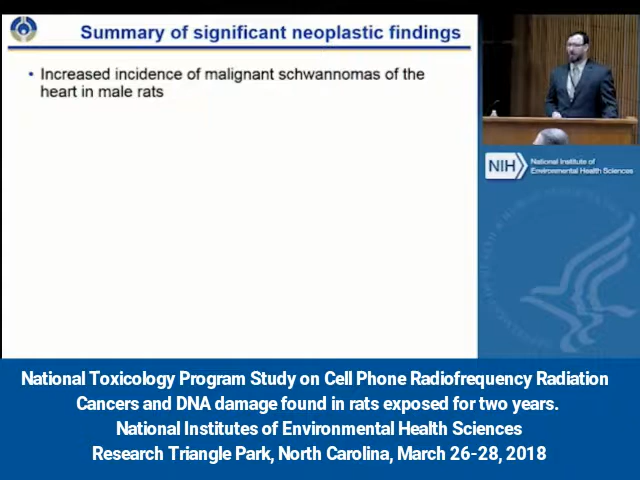 Summary of significant neoplastic findings
• Increased incidence of malignant schwannomas of the
heart in male rats
NIH
National Institute of
Environmental Health Sciences
National Toxicology Program Study on Cell Phone Radiofrequency Radiation
Cancers and DNA damage found in rats exposed for two years.
National Institutes of Environmental Health Sciences
Research Triangle Park, North Carolina, March 26-28, 2018